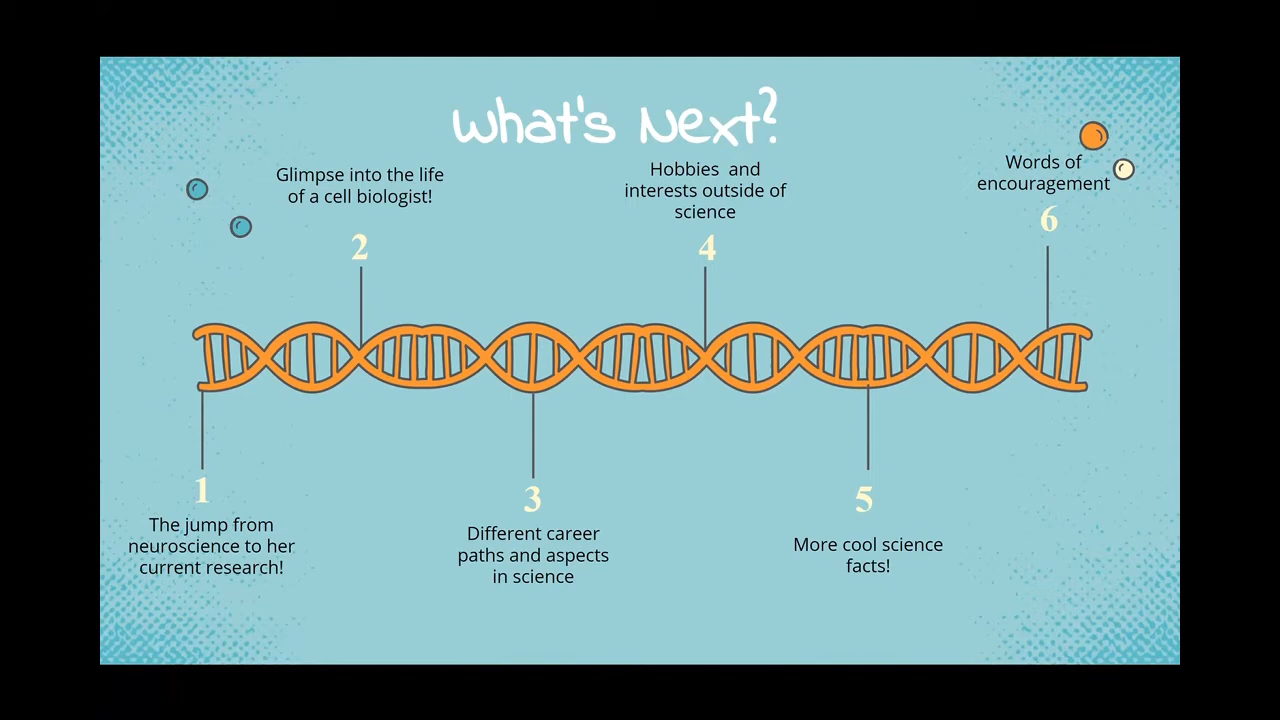 What's Next?
1
The jump from
neuroscience to her
current research!
Glimpse into the life
of a cell biologist!
2
3
Different career
paths and aspects
in science
Hobbies and
interests outside of
science
4
5
More cool science
facts!
Words of
encouragement
6